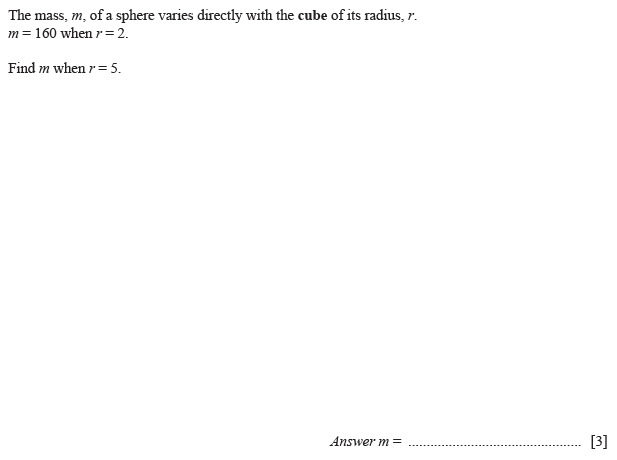 The mass, m, of a sphere varies directly with the cube of its radius, r.
m = 160 when r = 2.
Find m when r = 5.
Answer m = ................................................ [3]